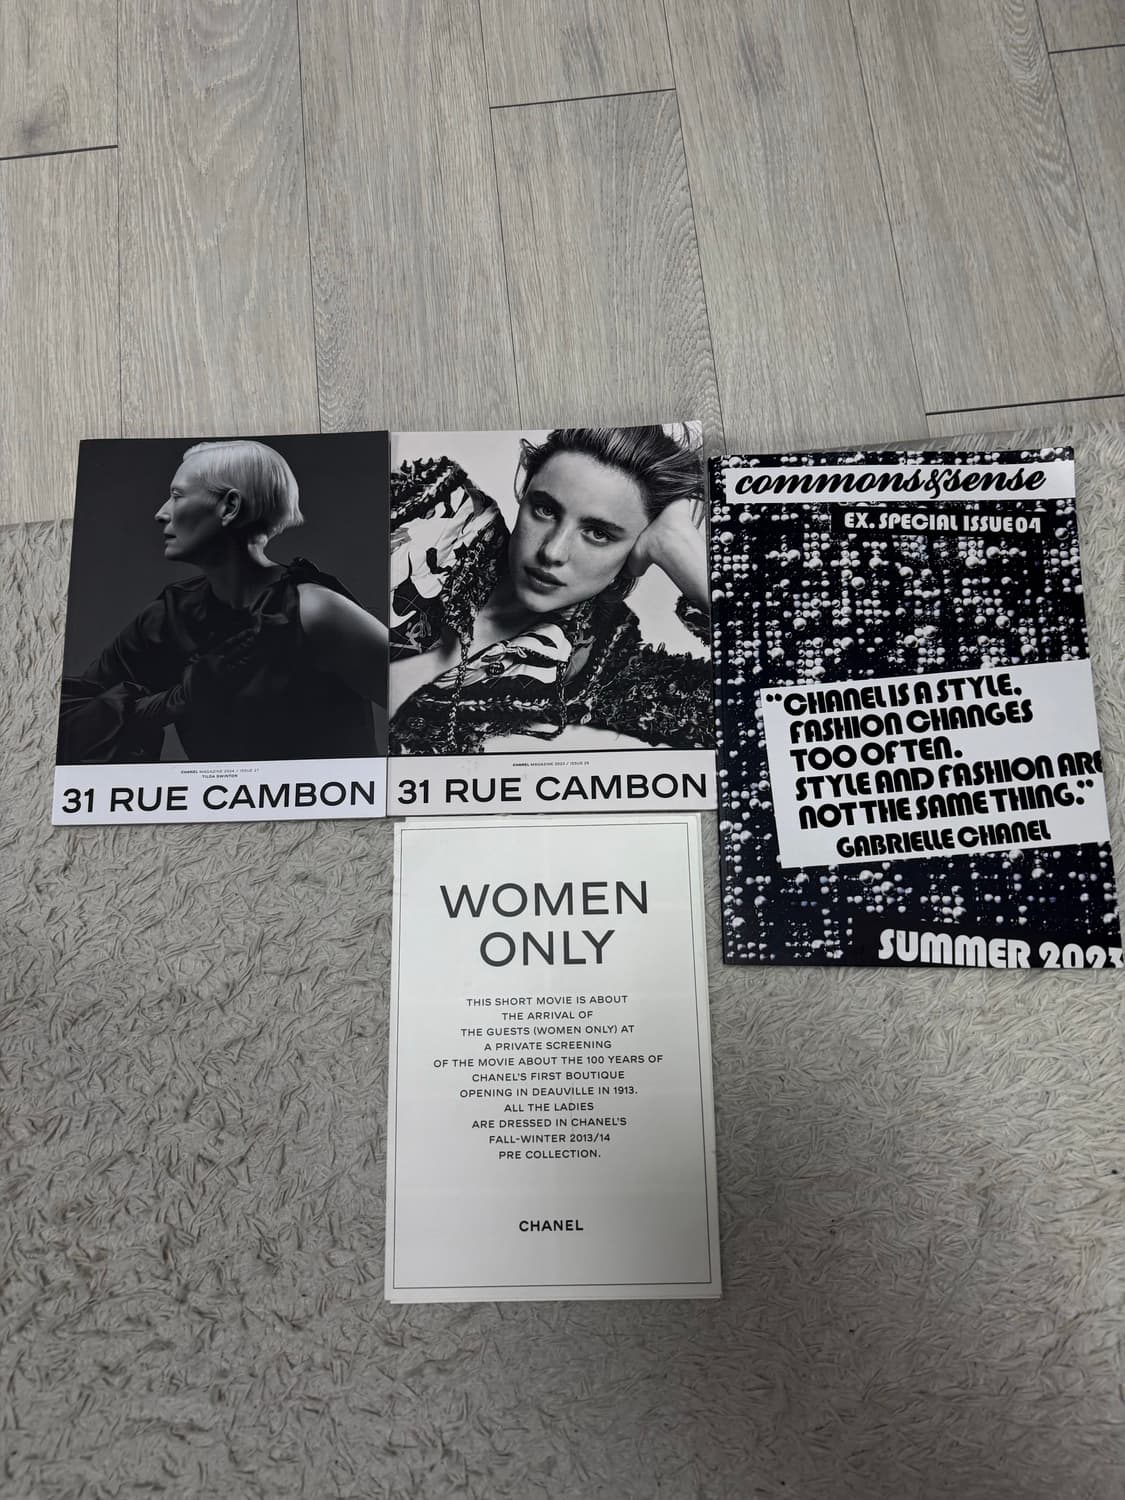 CHANEL MAGAZINE 2024 / ISSUE 27
TILDA SWINTON
31 RUE CAMBON
31 RUE CAMBON
commons&sense
EX. SPECIAL ISSUE 04
“CHANEL IS A STYLE.
FASHION CHANGES
TOO OFTEN.
STYLE AND FASHION ARE
NOT THE SAME THING.”
GABRIELLE CHANEL
SUMMER 2023
WOMEN
ONLY
THIS SHORT MOVIE IS ABOUT
THE ARRIVAL OF
THE GUESTS (WOMEN ONLY) AT
A PRIVATE SCREENING
OF THE MOVIE ABOUT THE 100 YEARS OF
CHANEL'S FIRST BOUTIQUE
OPENING IN DEAUVILLE IN 1913.
ALL THE LADIES
ARE DRESSED IN CHANEL'S
FALL-WINTER 2013/14
PRE COLLECTION.
CHANEL